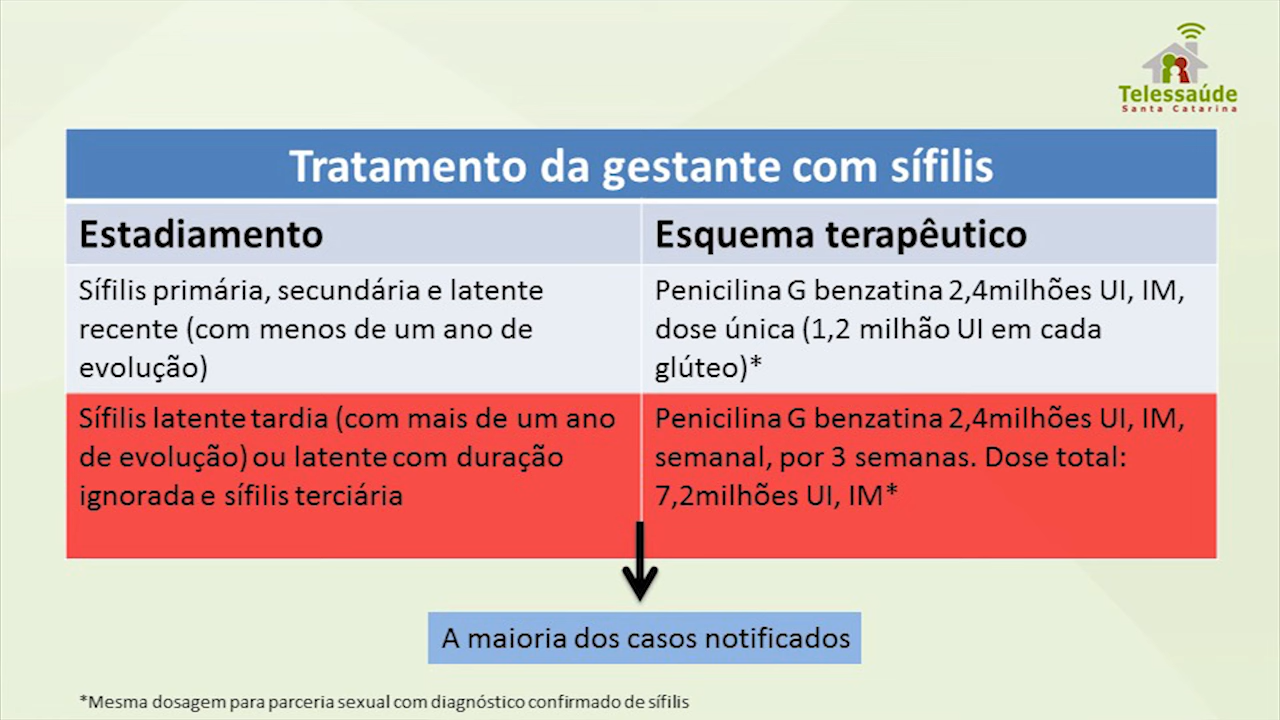 Telessaúde
Santa Catarina
Tratamento da gestante com sífilis
Estadiamento
Esquema terapêutico
Sífilis primária, secundária e latente
recente (com menos de um ano de
evolução)
Penicilina G benzatina 2,4milhões UI, IM,
dose única (1,2 milhão UI em cada
glúteo)*
Sífilis latente tardia (com mais de um ano
de evolução) ou latente com duração
ignorada e sífilis terciária
Penicilina G benzatina 2,4milhões UI, IM,
semanal, por 3 semanas. Dose total:
7,2milhões UI, IM*
A maioria dos casos notificados
*Mesma dosagem para parceria sexual com diagnóstico confirmado de sífilis